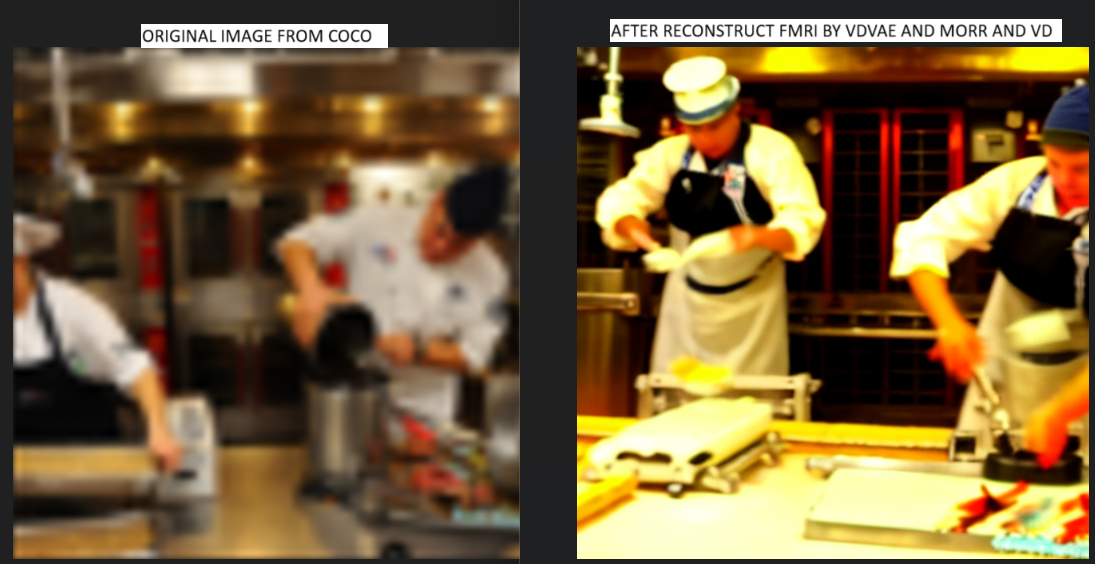 ORIGINAL IMAGE FROM COCO
AFTER RECONSTRUCT FMRI BY VDVAE AND MORR AND VD